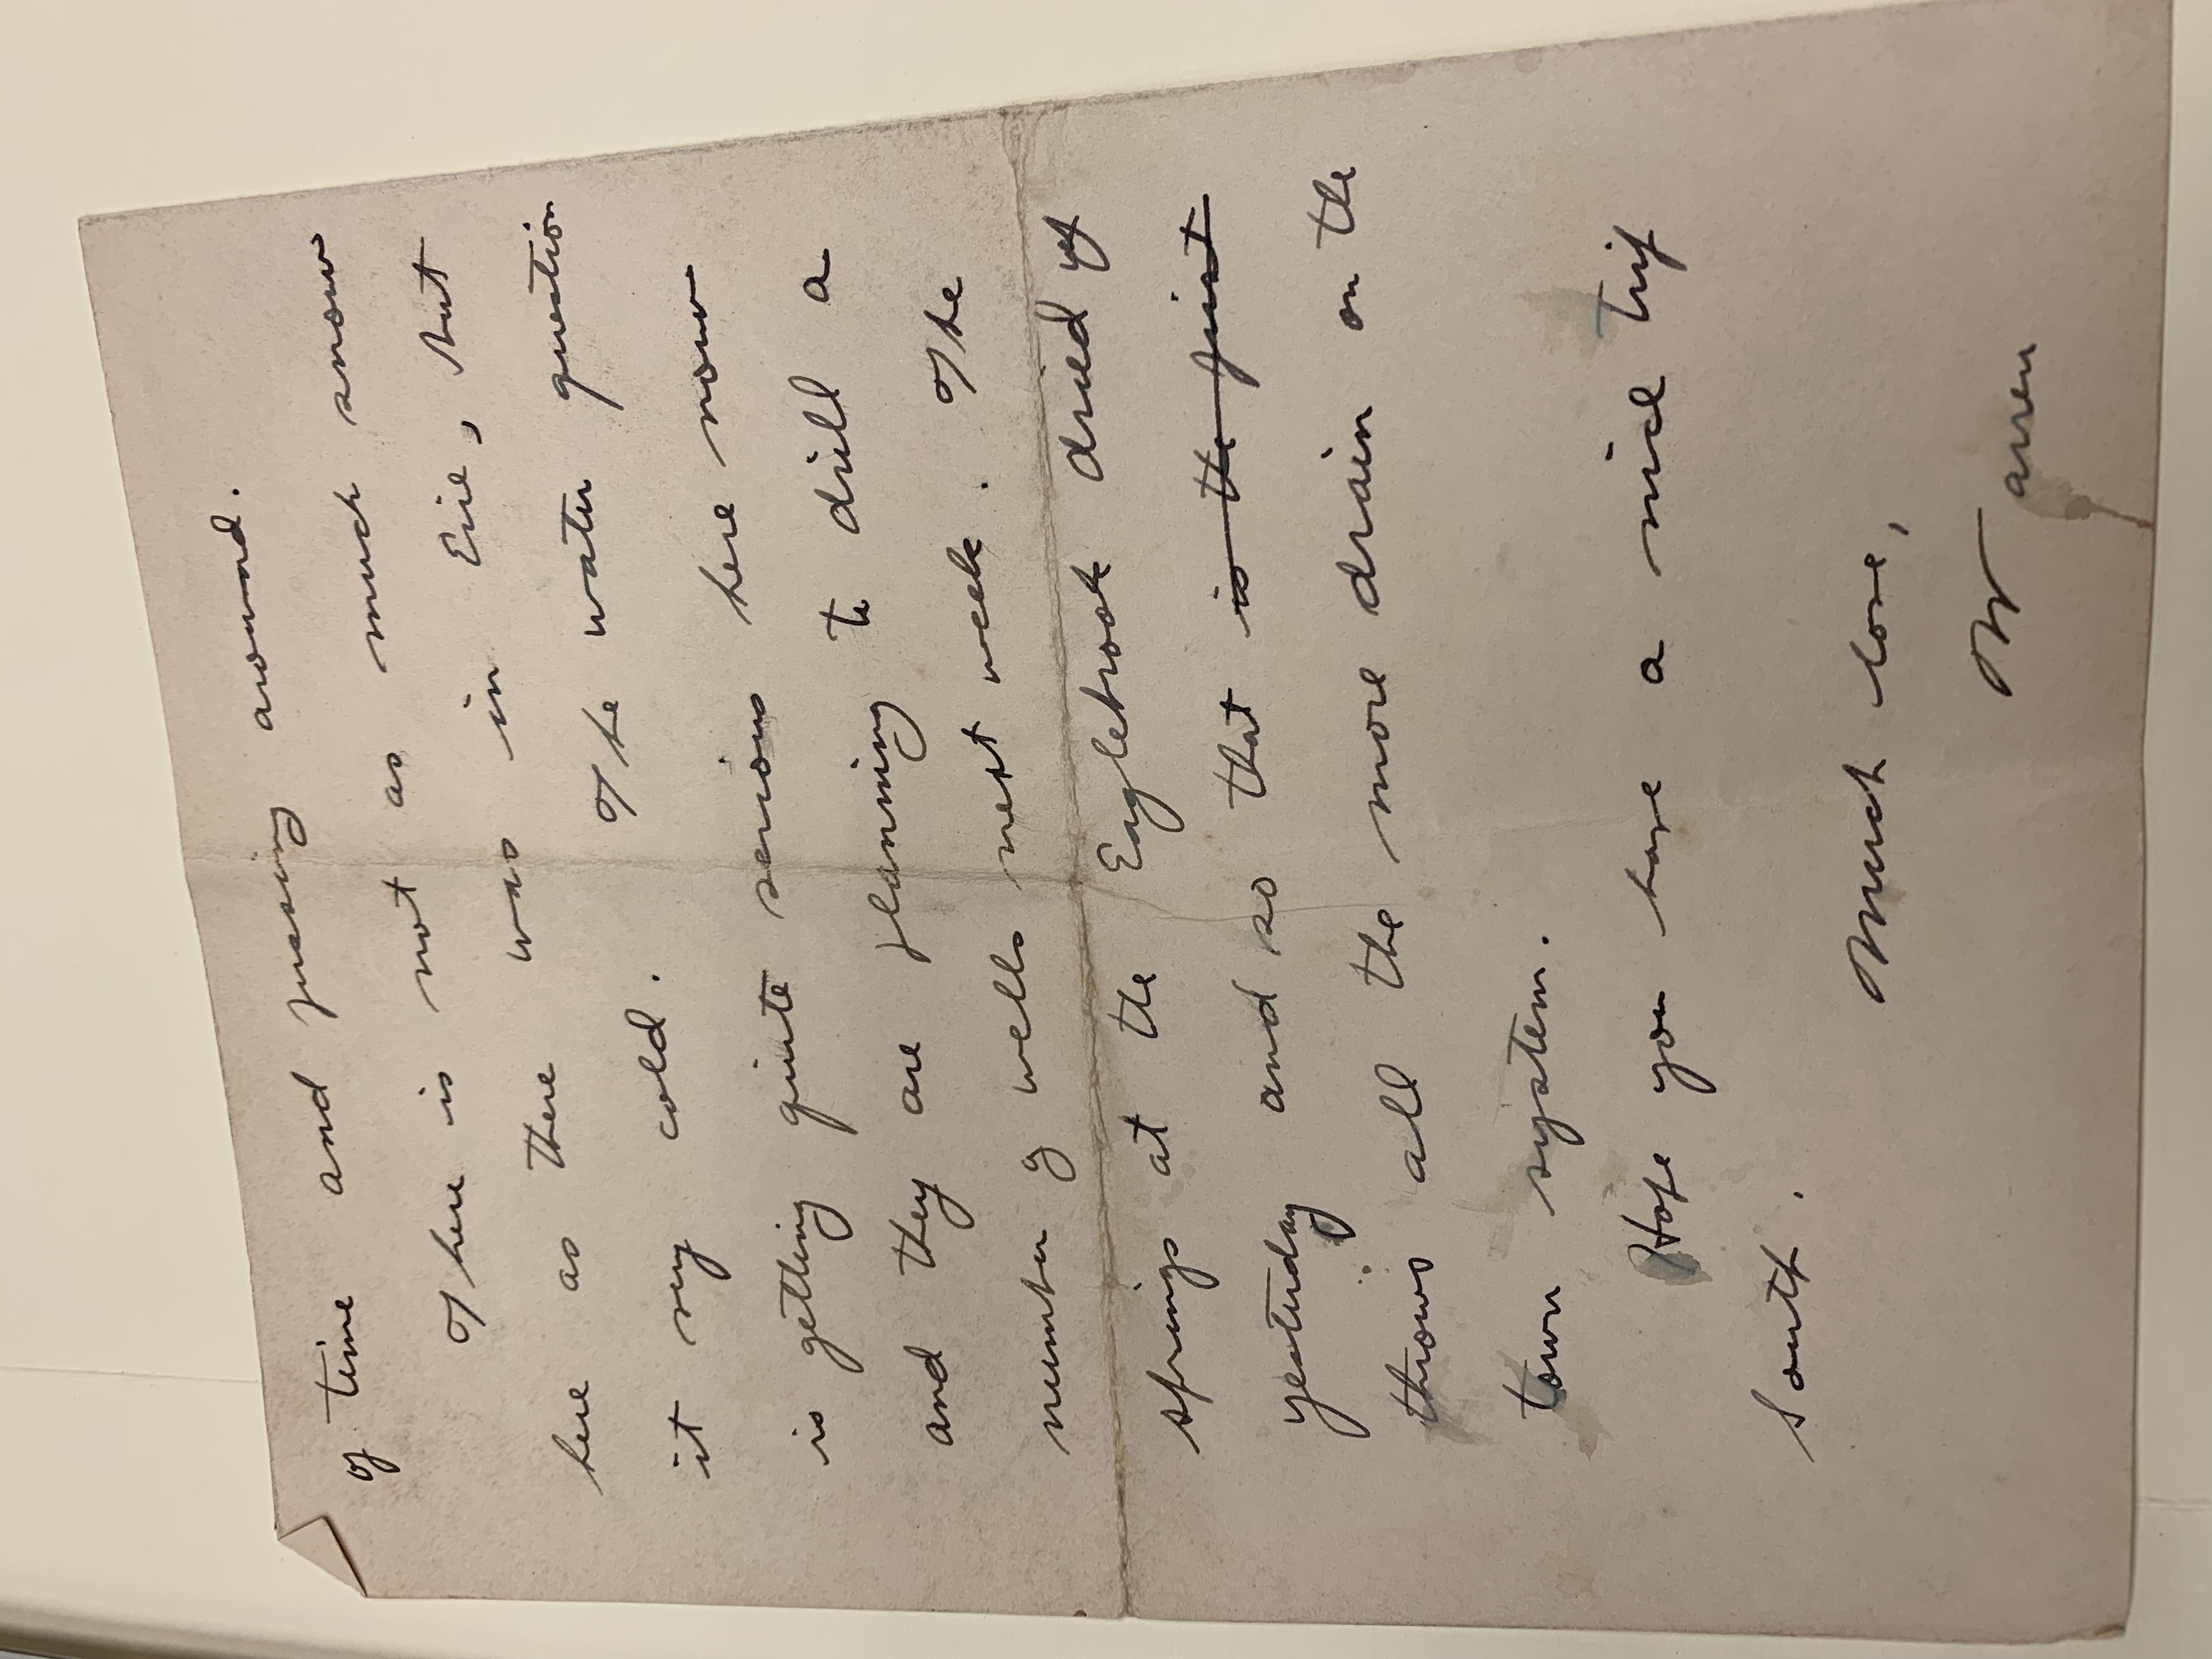 of time and fussing around.
There is not as much snow
here as there was in Erie, but
it very cold. The water question
is getting quite serious here now
and they are planning to drill a
number of wells next week. The
springs at the Eaglebrook dried up
yesterday and so that is the first
throws all the more drain on the
town system.
Hope you have a nice trip
South.
Much love,
Warren